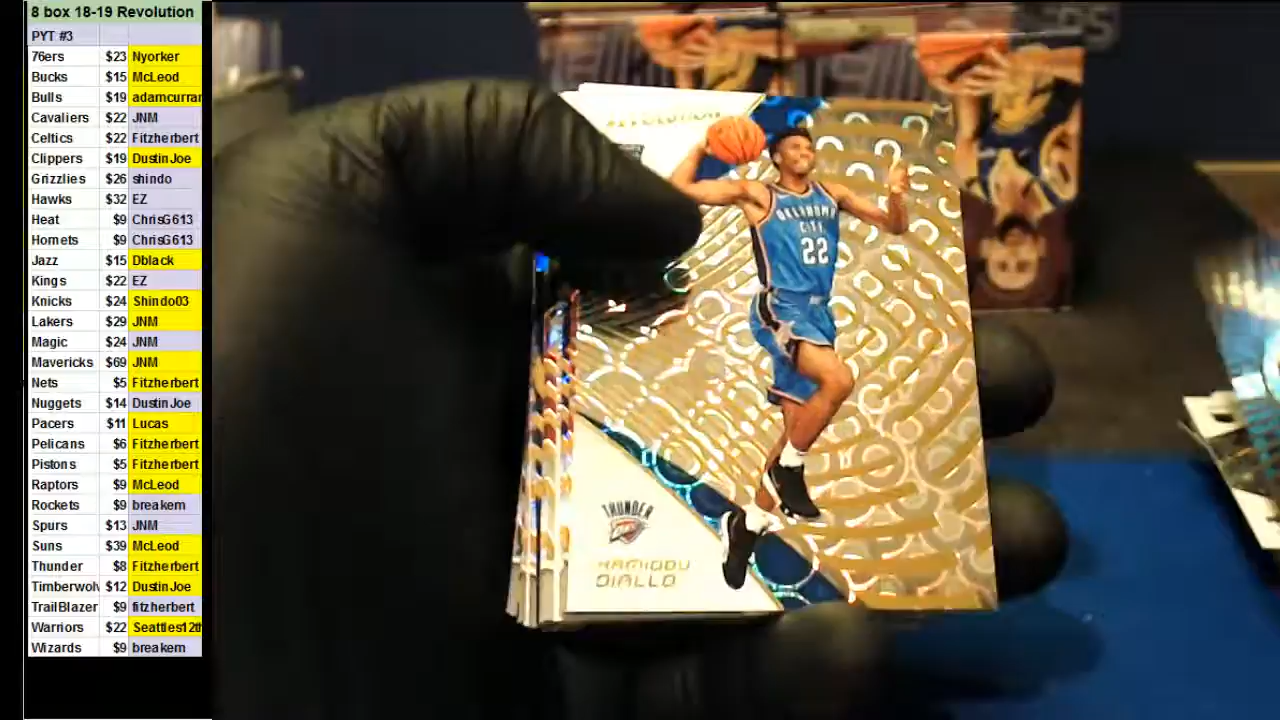 8 box 18-19 Revolution
PYT #3
76ers $23 Nyorker
Bucks $15 McLeod
Bulls $19 adamcurran
Cavaliers $22 JNM
Celtics $22 Fitzherbert
Clippers $19 DustinJoe
Grizzlies $26 shindo
Hawks $32 EZ
Heat $9 ChrisG613
Hornets $9 ChrisG613
Jazz $15 Dblack
Kings $22 EZ
Knicks $24 Shindo03
Lakers $29 JNM
Magic $24 JNM
Mavericks $69 JNM
Nets $5 Fitzherbert
Nuggets $14 DustinJoe
Pacers $11 Lucas
Pelicans $6 Fitzherbert
Pistons $5 Fitzherbert
Raptors $9 McLeod
Rockets $9 breakem
Spurs $13 JNM
Suns $39 McLeod
Thunder $8 Fitzherbert
Timberwolv $12 DustinJoe
TrailBlazer $9 fitzherbert
Warriors $22 Seattles12th
Wizards $9 breakem
OKLAHOMA
CITY
22
THUNDER
HAMIDOU
DIALLO